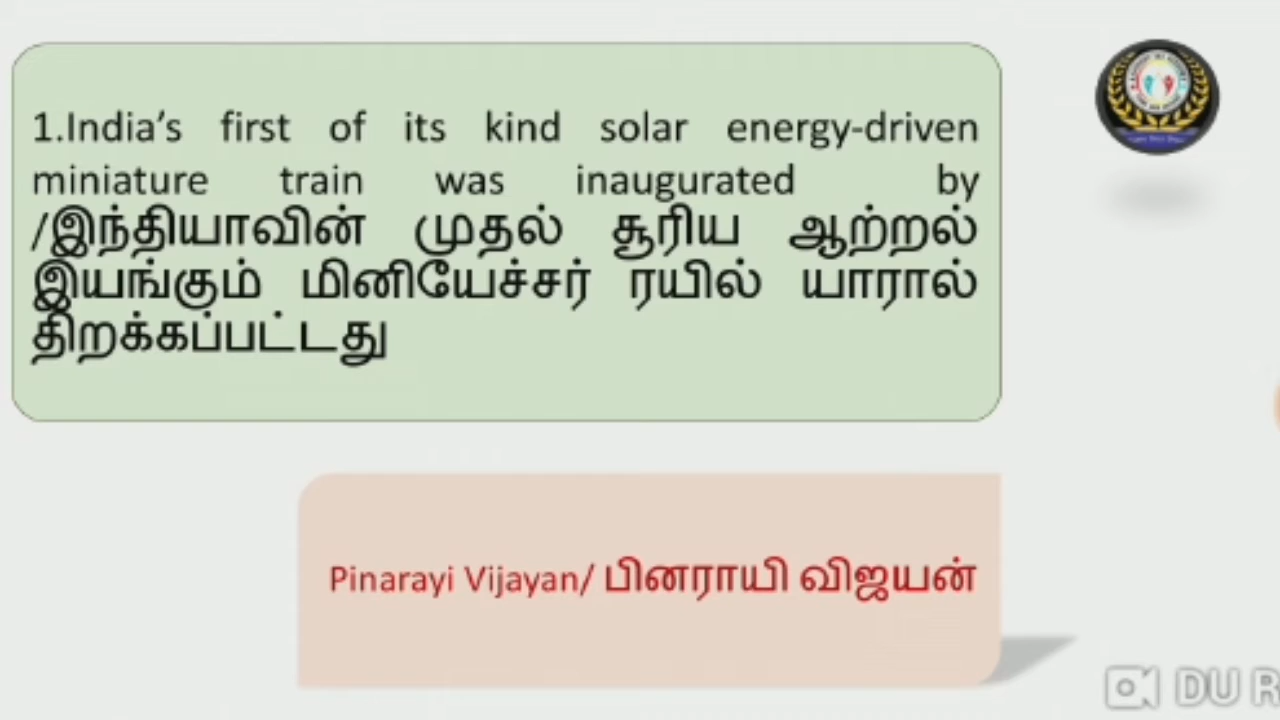 1.India's first of its kind solar energy-driven
miniature train was inaugurated by
/இந்தியாவின் முதல் சூரிய ஆற்றல்
இயங்கும் மினியேச்சர் ரயில் யாரால்
திறக்கப்பட்டது
Pinarayi Vijayan/ பினராயி விஜயன்
DU R